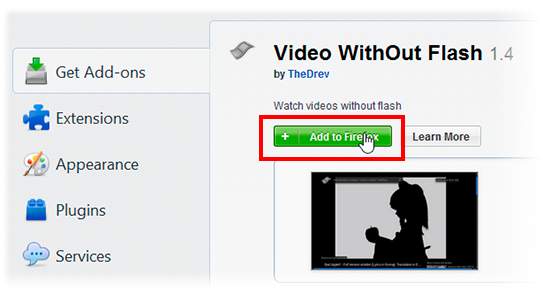 Get Add-ons
Extensions
Appearance
Plugins
Services
Video WithOut Flash 1.4
by TheDrev
Watch videos without flash
+ Add to Firefox
Learn More